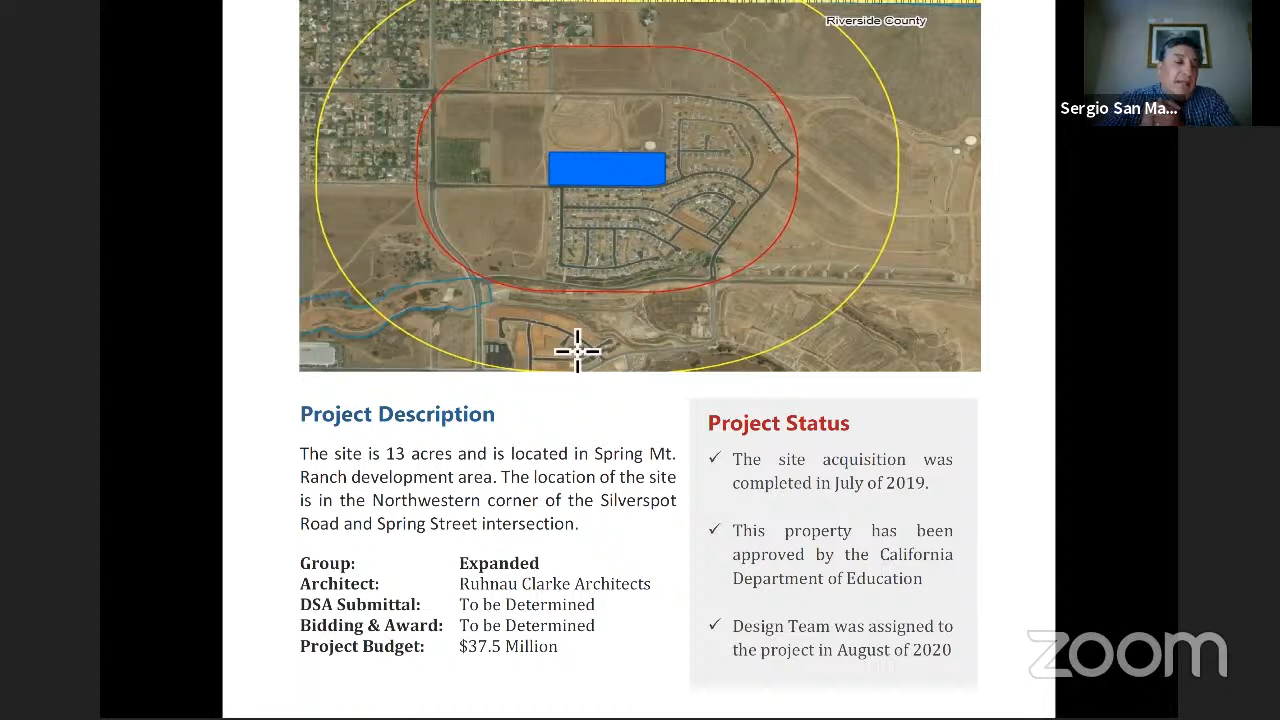 Riverside County
Sergio San Ma...
Project Description
The site is 13 acres and is located in Spring Mt.
Ranch development area. The location of the site
is in the Northwestern corner of the Silverspot
Road and Spring Street intersection.
Group: Expanded
Architect: Ruhnau Clarke Architects
DSA Submittal: To be Determined
Bidding & Award: To be Determined
Project Budget: $37.5 Million
Project Status
✓ The site acquisition was
completed in July of 2019.
✓ This property has been
approved by the California
Department of Education
✓ Design Team was assigned to
the project in August of 2020
zoom